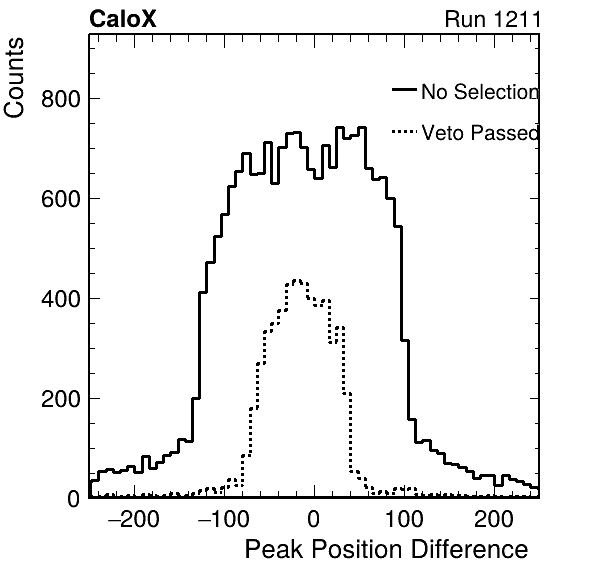 CaloX
Run 1211
Counts
No Selection
Veto Passed
800
600
400
200
0
−200 −100 0 100 200
Peak Position Difference